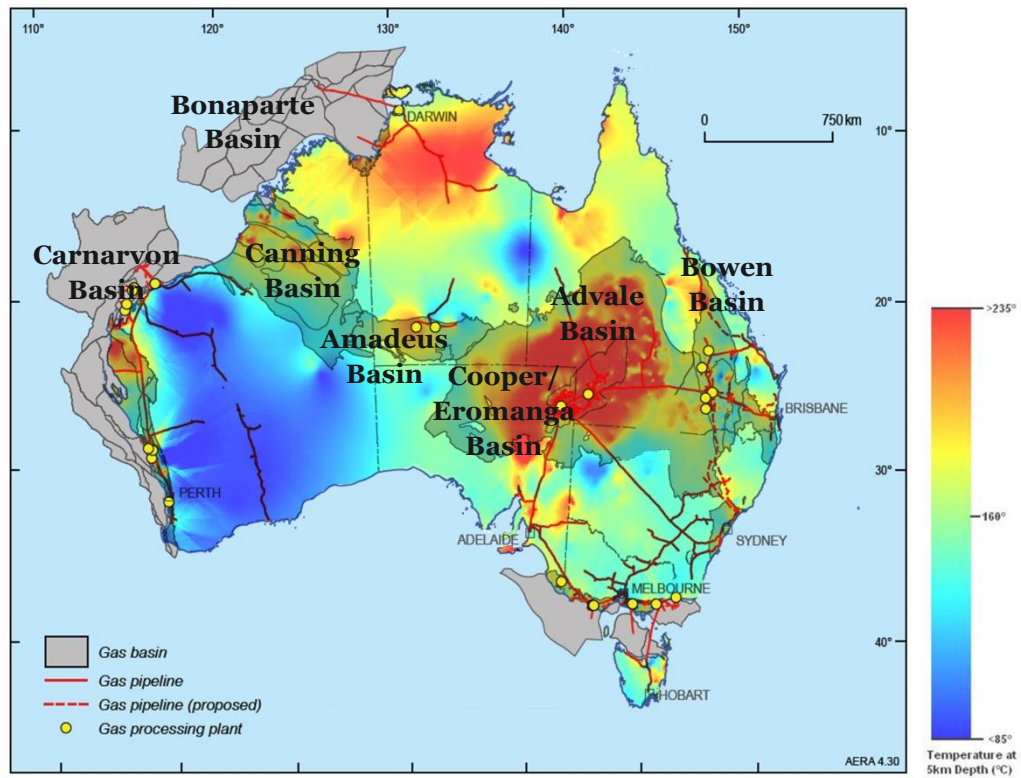 110°
120°
130°
140°
150°
Bonaparte
Basin
DARWIN
0
750 km
10°
Carnarvon
Basin
Canning
Basin
Bowen
Basin
Advale
Basin
20°
>235°
Amadeus
Basin
Cooper/
Eromanga
Basin
BRISBANE
30°
PERTH
160°
ADELAIDE
SYDNEY
MELBOURNE
40°
HOBART
Gas basin
Gas pipeline
Gas pipeline (proposed)
Gas processing plant
AERA 4.30
<85°
Temperature at
5km Depth (°C)